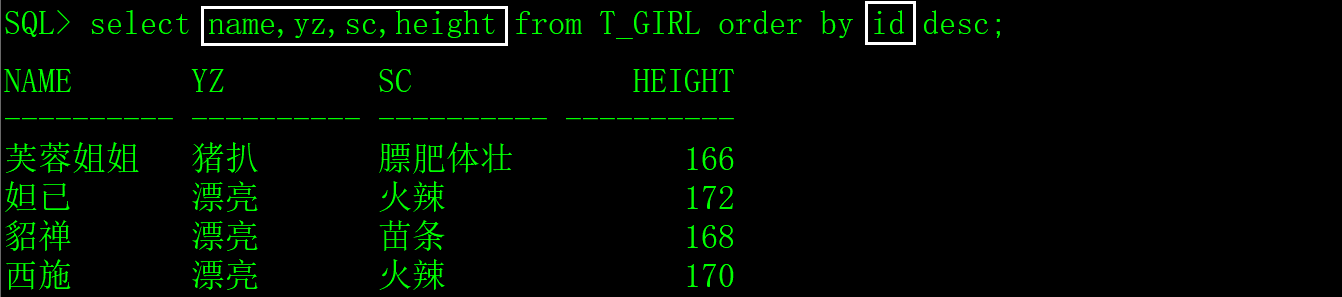 SQL> select name,yz,sc,height from T_GIRL order by id desc;
NAME YZ SC HEIGHT
---------- ---------- ---------- ----------
芙蓉姐姐 猪扒 膘肥体壮 166
妲已 漂亮 火辣 172
貂禅 漂亮 苗条 168
西施 漂亮 火辣 170